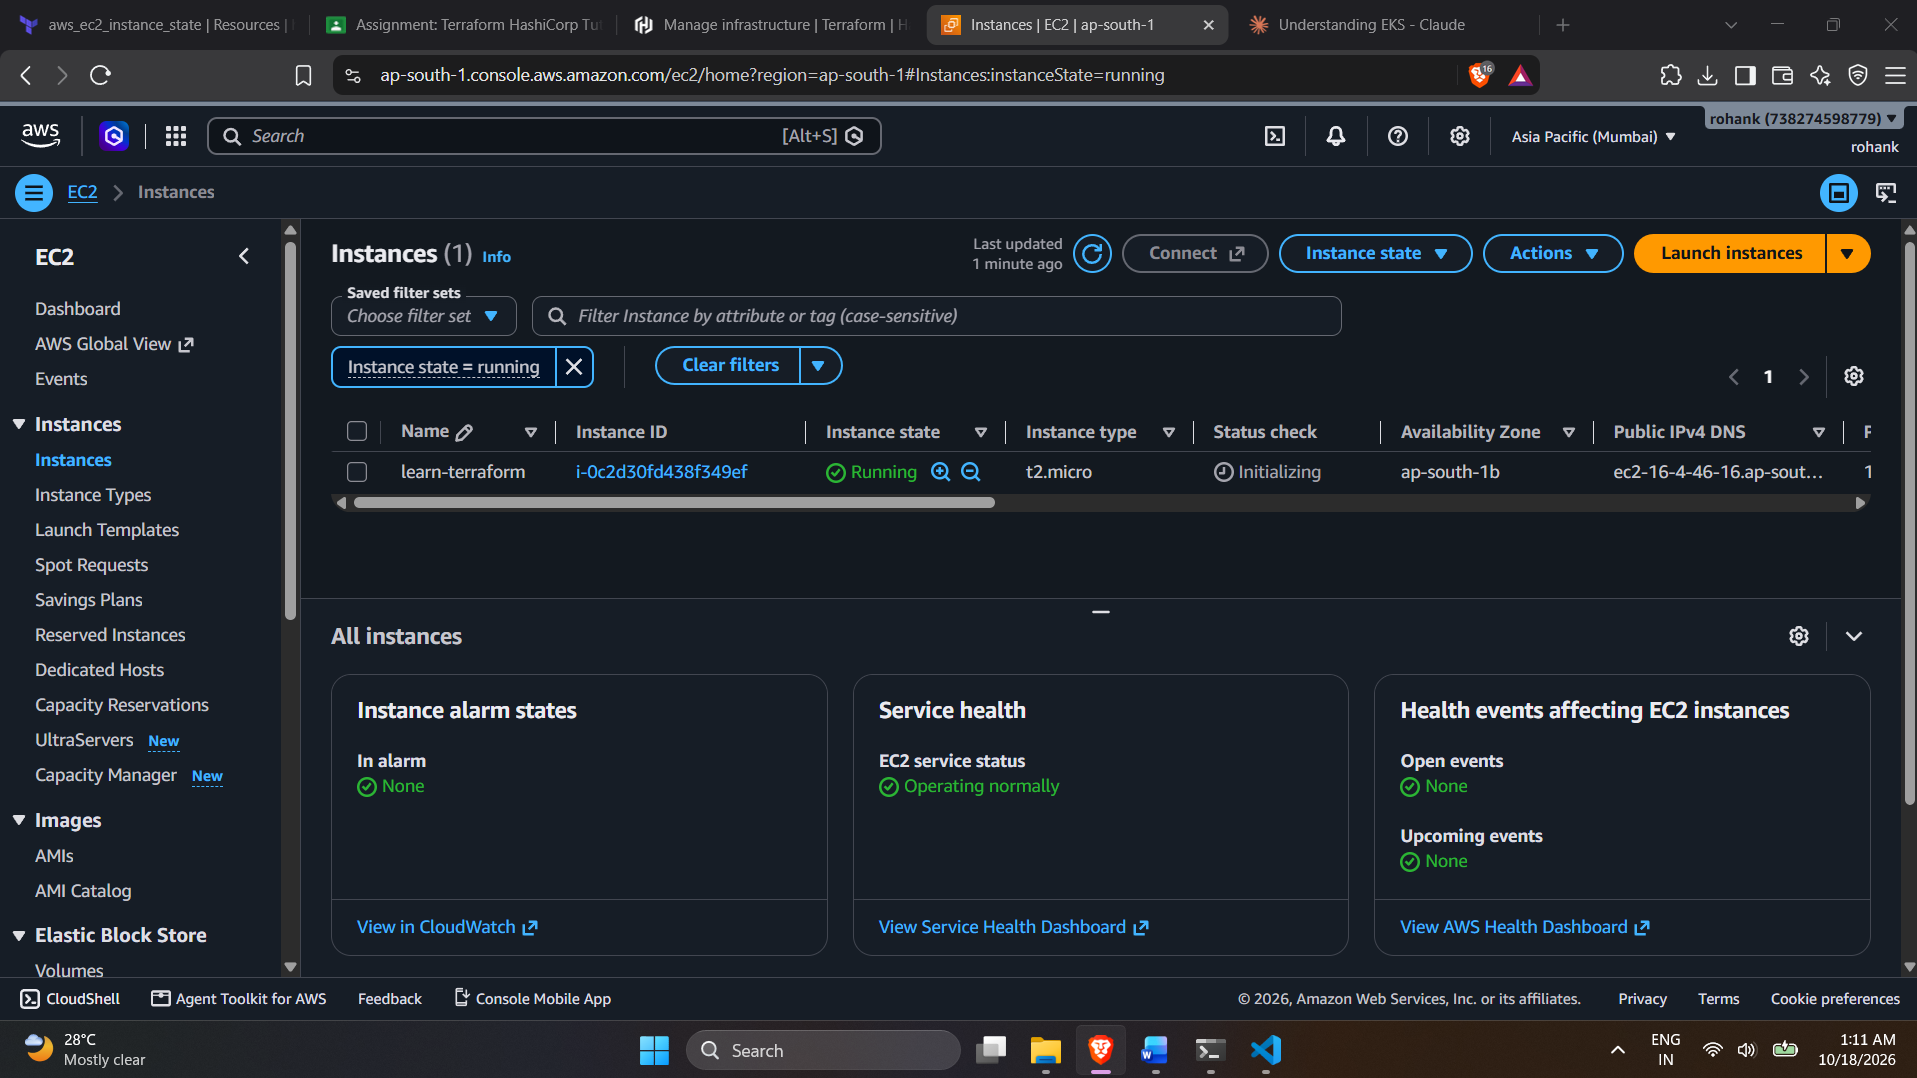 aws_ec2_instance_state | Resources |
Assignment: Terraform HashiCorp Tut
Manage infrastructure | Terraform | H
Instances | EC2 | ap-south-1
Understanding EKS - Claude
ap-south-1.console.aws.amazon.com/ec2/home?region=ap-south-1#Instances:instanceState=running
16
aws
Search
[Alt+S]
Asia Pacific (Mumbai)
rohank (738274598779)
rohank
EC2
Instances
EC2
Dashboard
AWS Global View
Events
Instances
Instances
Instance Types
Launch Templates
Spot Requests
Savings Plans
Reserved Instances
Dedicated Hosts
Capacity Reservations
UltraServers New
Capacity Manager New
Images
AMIs
AMI Catalog
Elastic Block Store
Volumes
Instances (1) Info
Last updated
1 minute ago
Connect
Instance state
Actions
Launch instances
Saved filter sets
Choose filter set
Filter Instance by attribute or tag (case-sensitive)
Instance state = running
Clear filters
1
Name Instance ID Instance state Instance type Status check Availability Zone Public IPv4 DNS P
learn-terraform i-0c2d30fd438f349ef Running t2.micro Initializing ap-south-1b ec2-16-4-46-16.ap-sout... 1
All instances
Instance alarm states
In alarm
None
View in CloudWatch
Service health
EC2 service status
Operating normally
View Service Health Dashboard
Health events affecting EC2 instances
Open events
None
Upcoming events
None
View AWS Health Dashboard
CloudShell Agent Toolkit for AWS Feedback Console Mobile App © 2026, Amazon Web Services, Inc. or its affiliates. Privacy Terms Cookie preferences
28°C
Mostly clear
Search
ENG
IN
1:11 AM
10/18/2026